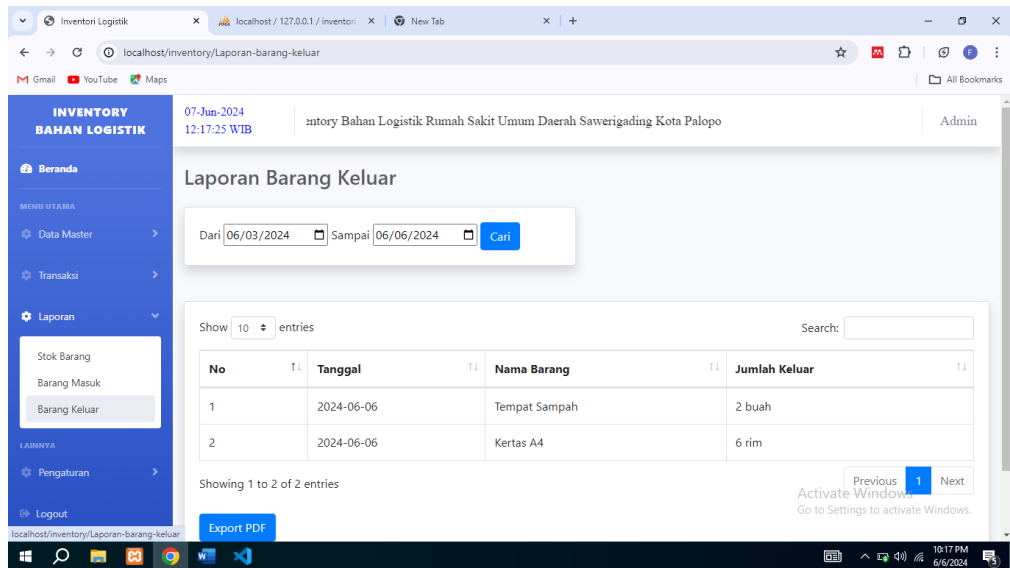 Inventori Logistik
localhost / 127.0.0.1 / inventori
New Tab
localhost/inventory/Laporan-barang-keluar
F
Gmail YouTube Maps
All Bookmarks
INVENTORY
BAHAN LOGISTIK
07-Jun-2024
12:17:25 WIB
entory Bahan Logistik Rumah Sakit Umum Daerah Sawerigading Kota Palopo
Admin
Beranda
MENU UTAMA
Data Master
Transaksi
Laporan
Stok Barang
Barang Masuk
Barang Keluar
LAINNYA
Pengaturan
Logout
Laporan Barang Keluar
Dari 06/03/2024 Sampai 06/06/2024 Cari
Show 10 entries
Search:
No Tanggal Nama Barang Jumlah Keluar
1 2024-06-06 Tempat Sampah 2 buah
2 2024-06-06 Kertas A4 6 rim
Showing 1 to 2 of 2 entries
Previous 1 Next
Activate Windows
Go to Settings to activate Windows.
Export PDF
localhost/inventory/Laporan-barang-keluar
10:17 PM
6/6/2024
5